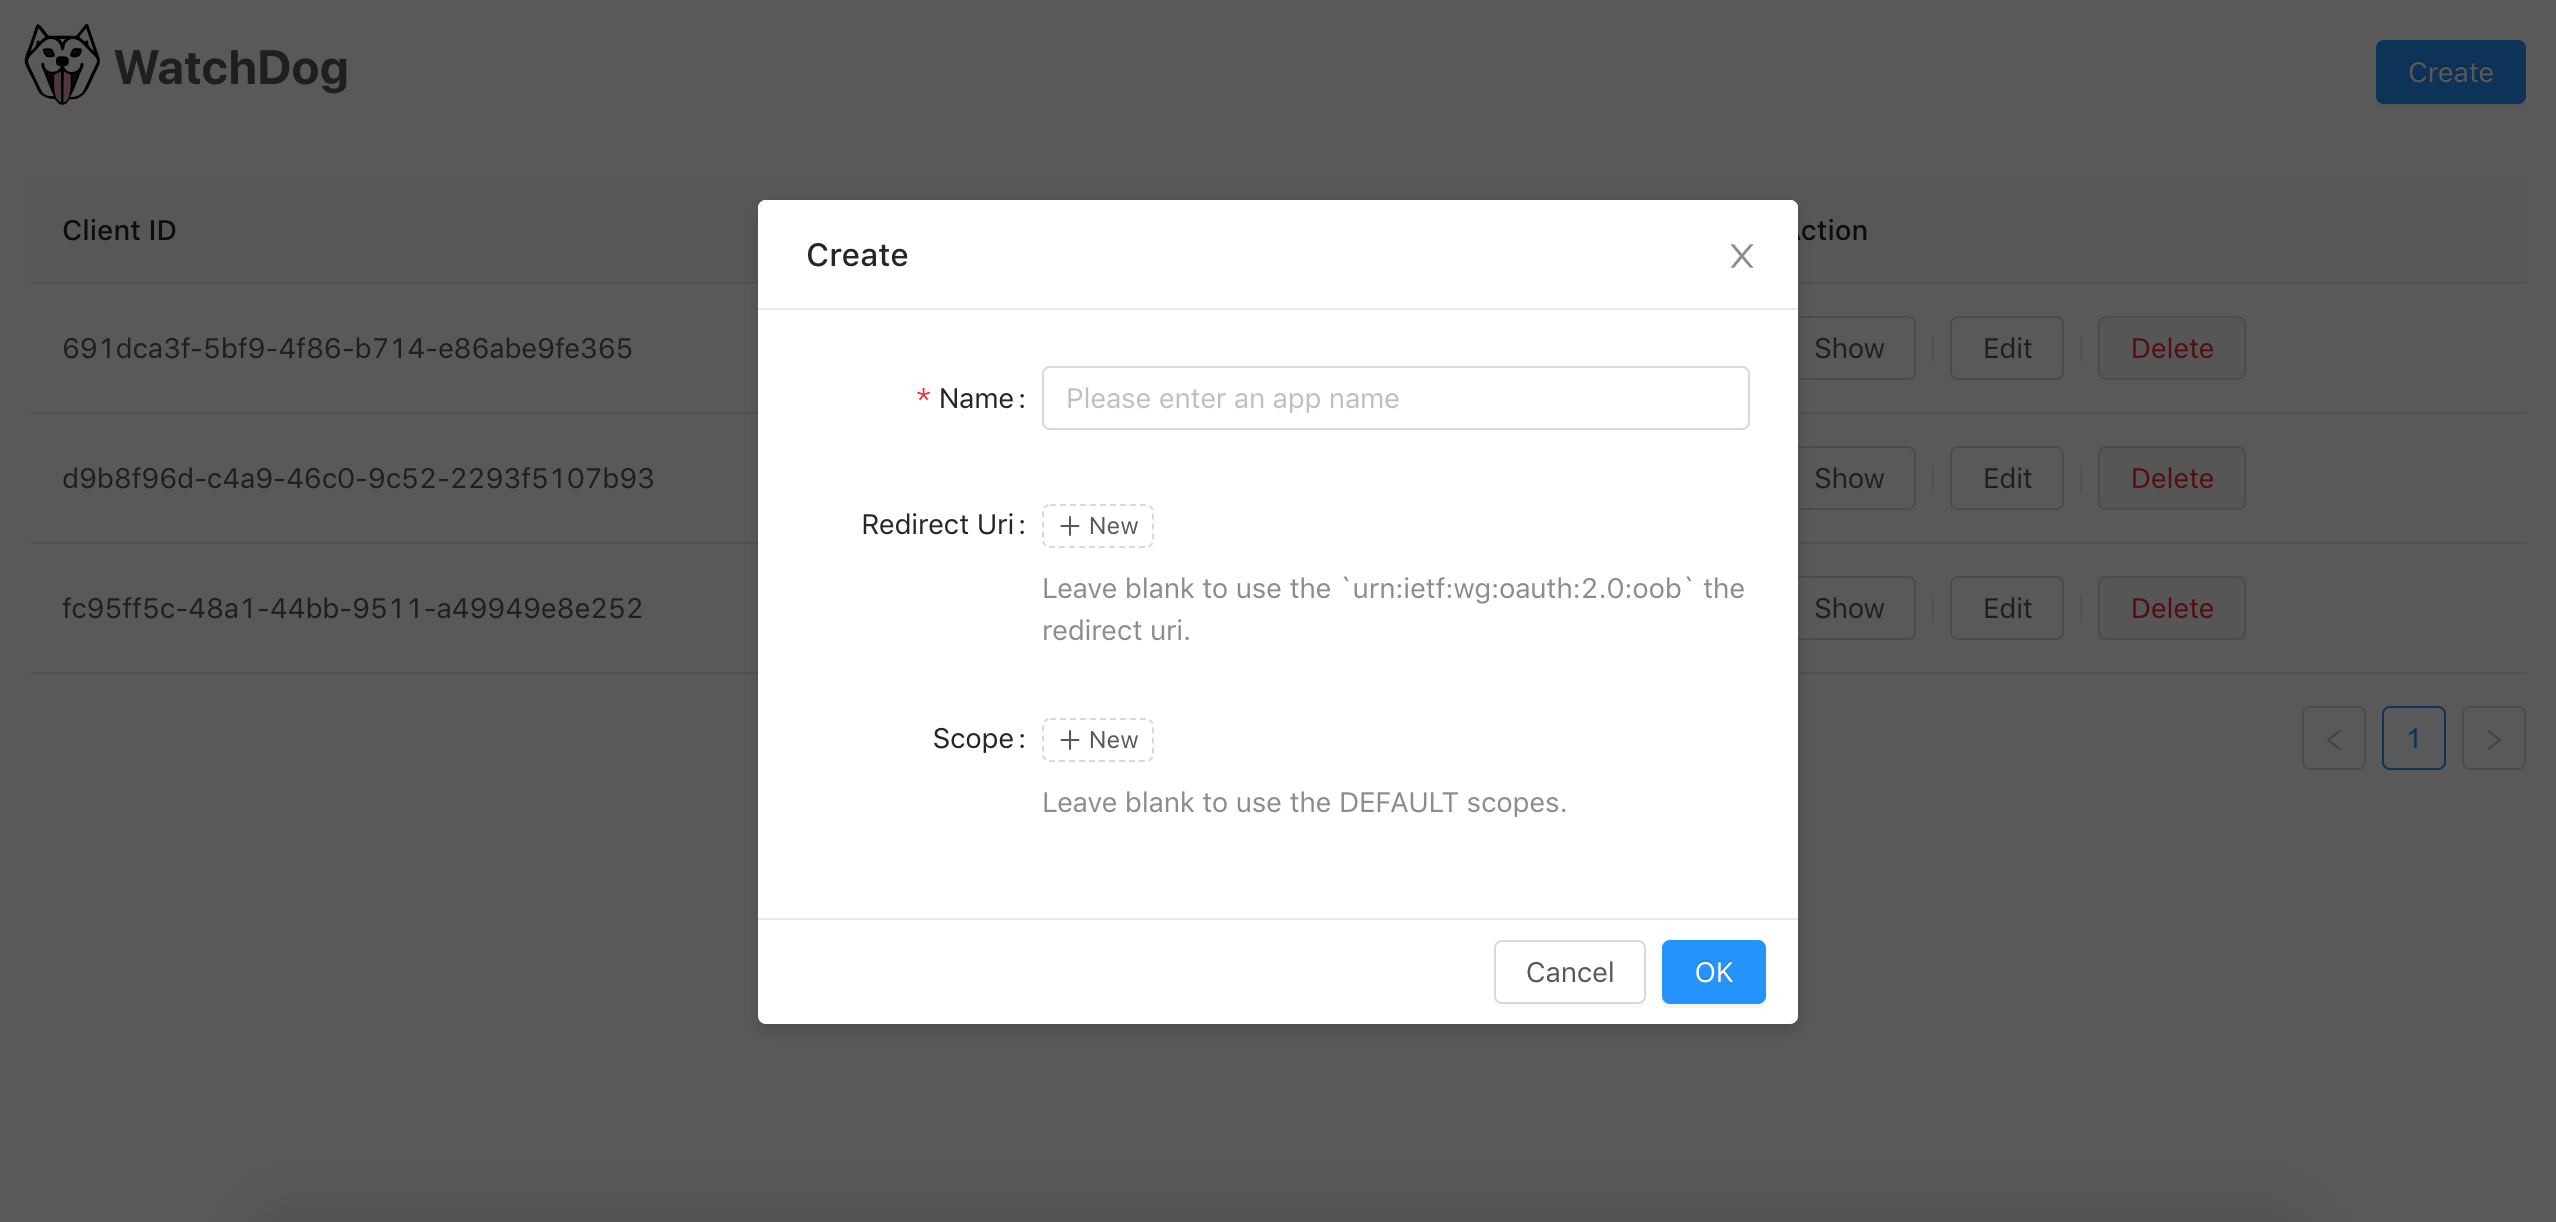 WatchDog
Create
Client ID
ction
691dca3f-5bf9-4f86-b714-e86abe9fe365
Show
Edit
Delete
d9b8f96d-c4a9-46c0-9c52-2293f5107b93
Show
Edit
Delete
fc95ff5c-48a1-44bb-9511-a49949e8e252
Show
Edit
Delete
< 1 >
Create
* Name:
Please enter an app name
Redirect Uri:
+ New
Leave blank to use the `urn:ietf:wg:oauth:2.0:oob` the
redirect uri.
Scope:
+ New
Leave blank to use the DEFAULT scopes.
Cancel
OK